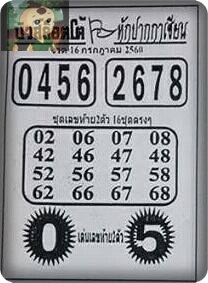 หักปากกาเซียน
งวด 16 กรกฎาคม 2560
0456 2678
ชุดเลขท้าย2ตัว 16ชุดตรงๆ
02 06 07 08
42 46 47 48
52 56 57 58
62 66 67 68
0 เด่นเลขท้าย2ตัว 5